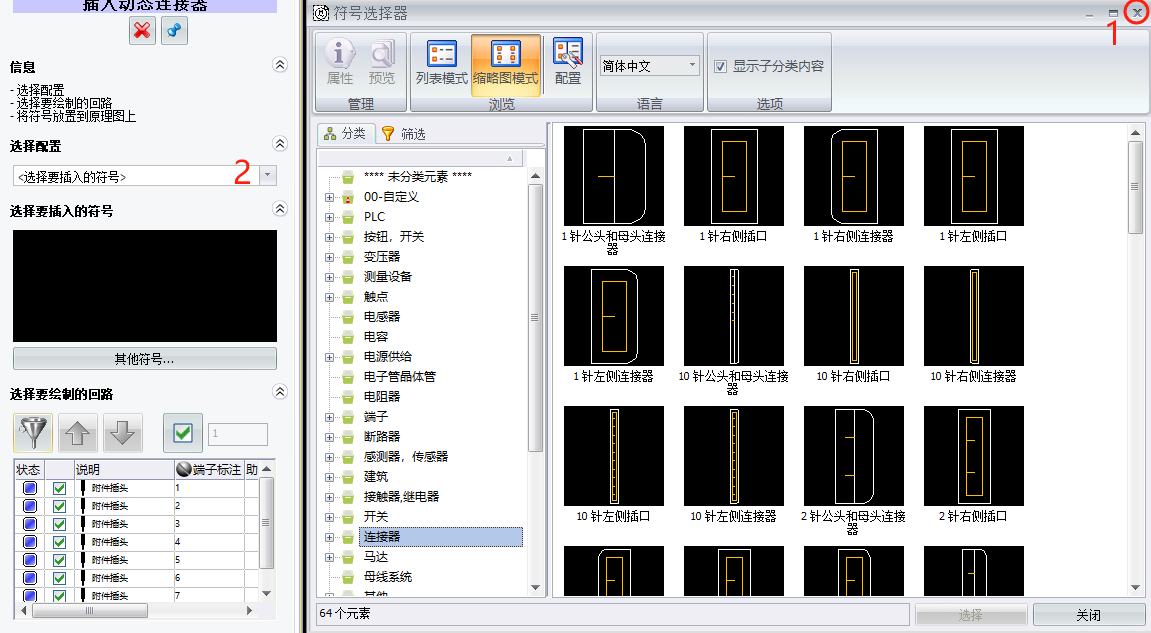 插入动态连接器
信息
- 选择配置
- 选择要绘制的回路
- 将符号放置到原理图上
选择配置
<选择要插入的符号>
2
选择要插入的符号
其他符号...
选择要绘制的回路
1
状态 说明 端子标注 助
附件插头 1
附件插头 2
附件插头 3
附件插头 4
附件插头 5
附件插头 6
附件插头 7
符号选择器
1
属性 预览
管理
列表模式 缩略图模式 配置
浏览
简体中文
语言
显示子分类内容
选项
分类 筛选
**** 未分类元素 ****
00-自定义
PLC
按钮，开关
变压器
测量设备
触点
电感器
电容
电源供给
电子管晶体管
电阻器
端子
断路器
感测器，传感器
建筑
接触器,继电器
开关
连接器
马达
母线系统
其他
1 针公头和母头连接器
1 针右侧插口
1 针右侧连接器
1 针左侧插口
1 针左侧连接器
10 针公头和母头连接器
10 针右侧插口
10 针右侧连接器
10 针左侧插口
10 针左侧连接器
2 针公头和母头连接器
2 针右侧插口
64 个元素
选择
关闭